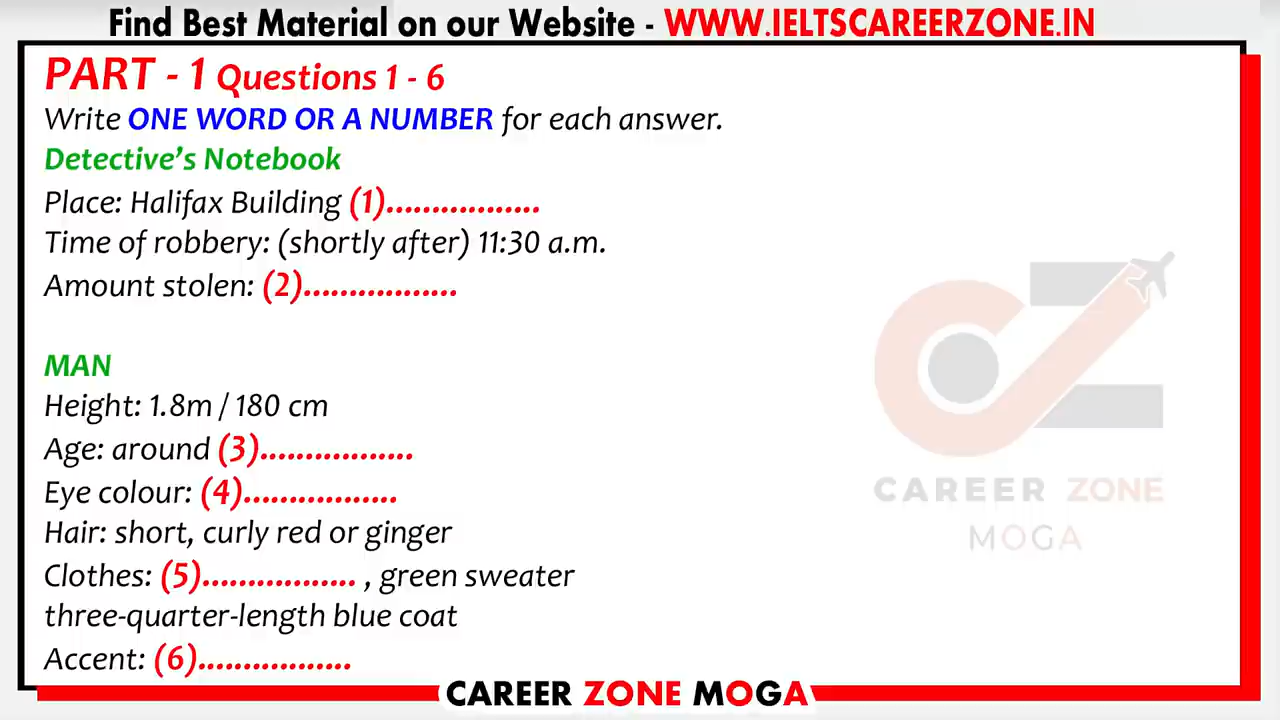 Find Best Material on our Website - WWW.IELTSCAREERZONE.IN
PART - 1 Questions 1 - 6
Write ONE WORD OR A NUMBER for each answer.
Detective's Notebook
Place: Halifax Building (1).................
Time of robbery: (shortly after) 11:30 a.m.
Amount stolen: (2).................
MAN
Height: 1.8m / 180 cm
Age: around (3).................
Eye colour: (4).................
Hair: short, curly red or ginger
Clothes: (5)................. , green sweater
three-quarter-length blue coat
Accent: (6).................
CZ
CAREER ZONE
MOGA
CAREER ZONE MOGA